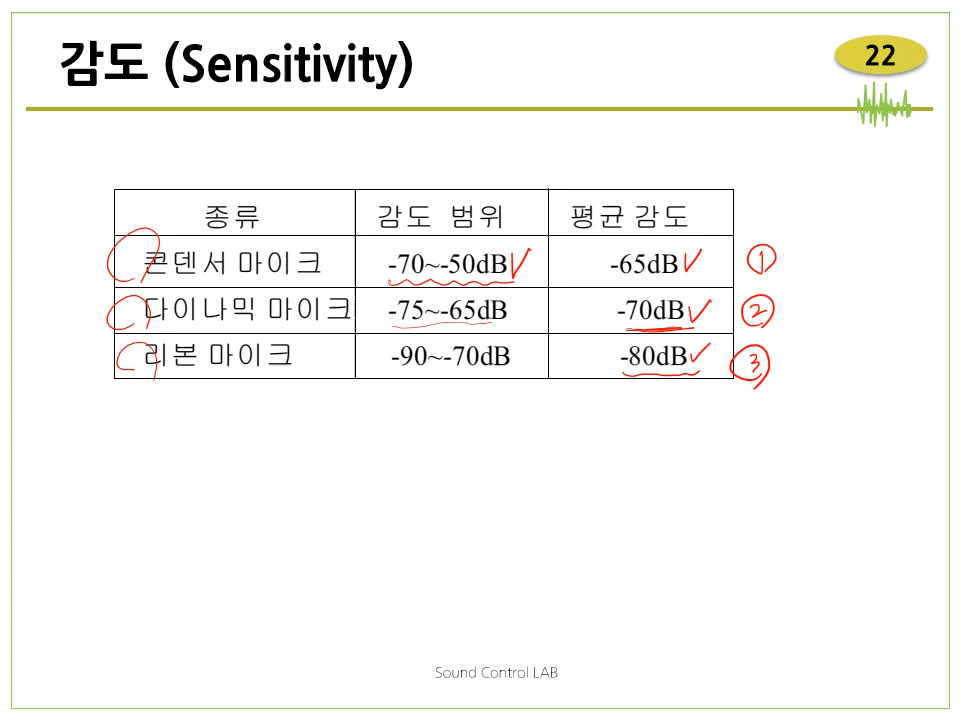 감도 (Sensitivity)
22
종류 감도 범위 평균 감도
콘덴서 마이크 -70~-50dB -65dB ①
다이나믹 마이크 -75~-65dB -70dB ②
리본 마이크 -90~-70dB -80dB ③
Sound Control LAB